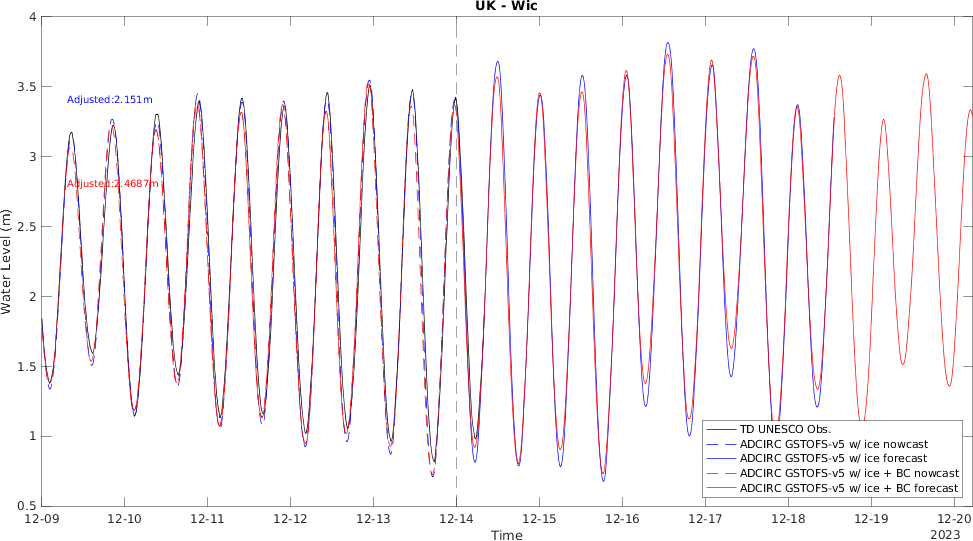 UK - Wic
4
3.5
3
2.5
2
1.5
1
0.5
Water Level (m)
Adjusted:2.151m
Adjusted:2.4687m
TD UNESCO Obs.
ADCIRC GSTOFS-v5 w/ ice nowcast
ADCIRC GSTOFS-v5 w/ ice forecast
ADCIRC GSTOFS-v5 w/ ice + BC nowcast
ADCIRC GSTOFS-v5 w/ ice + BC forecast
12-09 12-10 12-11 12-12 12-13 12-14 12-15 12-16 12-17 12-18 12-19 12-20
Time
2023